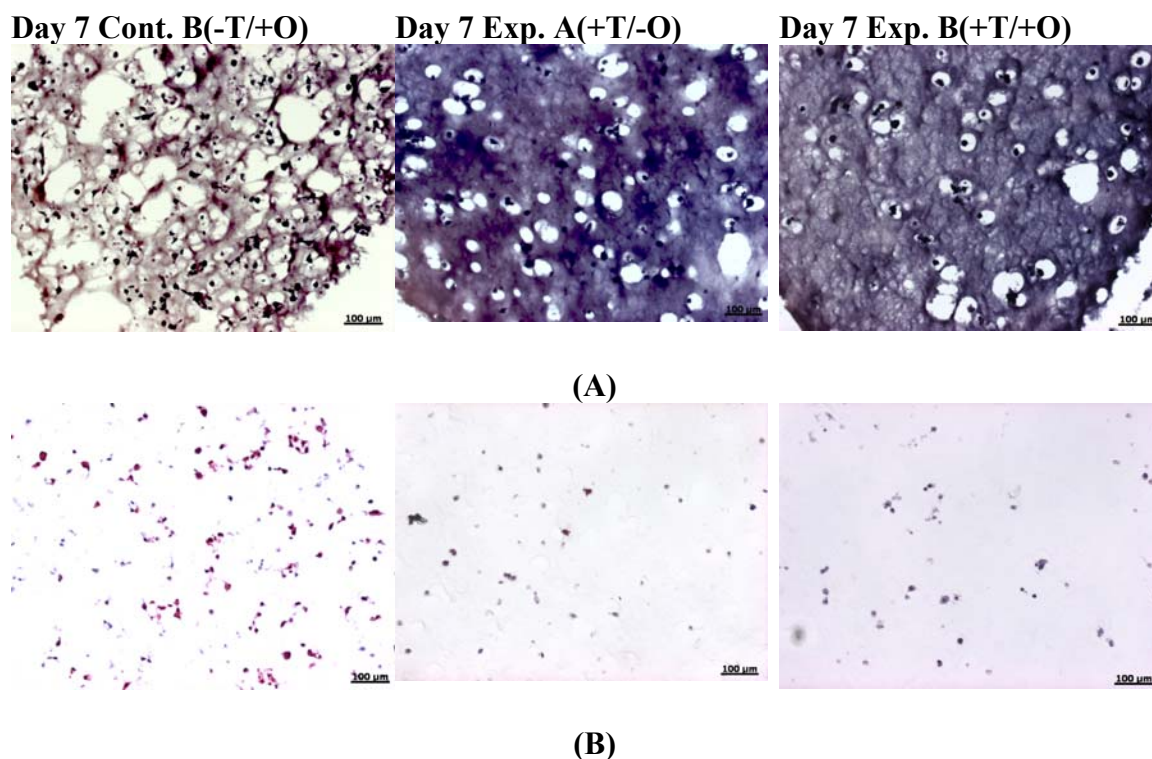 Day 7 Cont. B(-T/+O) Day 7 Exp. A(+T/-O) Day 7 Exp. B(+T/+O)
100 µm 100 µm 100 µm
(A)
100 µm 100 µm 100 µm
(B)